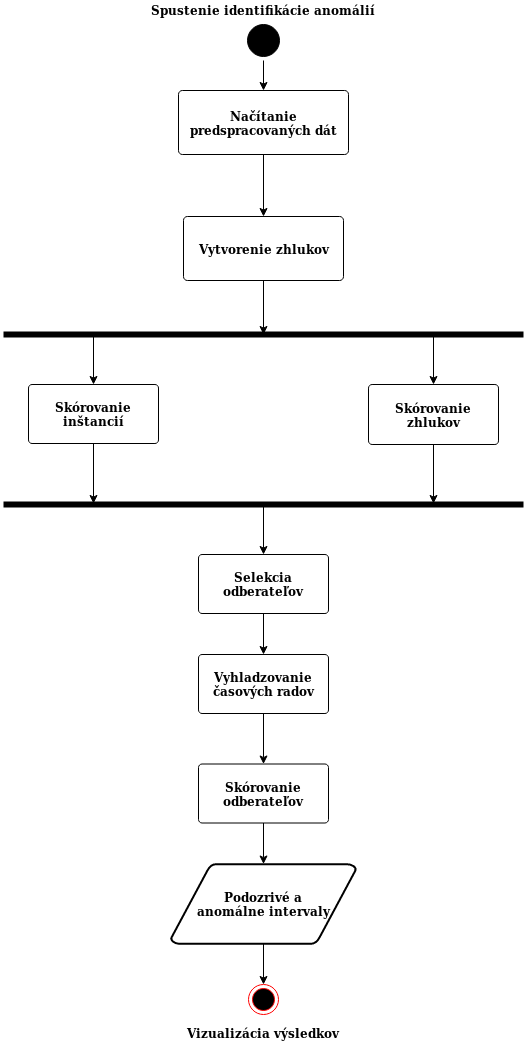 Spustenie identifikácie anomálií
Načítanie
predspracovaných dát
Vytvorenie zhlukov
Skórovanie
inštancií
Skórovanie
zhlukov
Selekcia
odberateľov
Vyhladzovanie
časových radov
Skórovanie
odberateľov
Podozrivé a
anomálne intervaly
Vizualizácia výsledkov